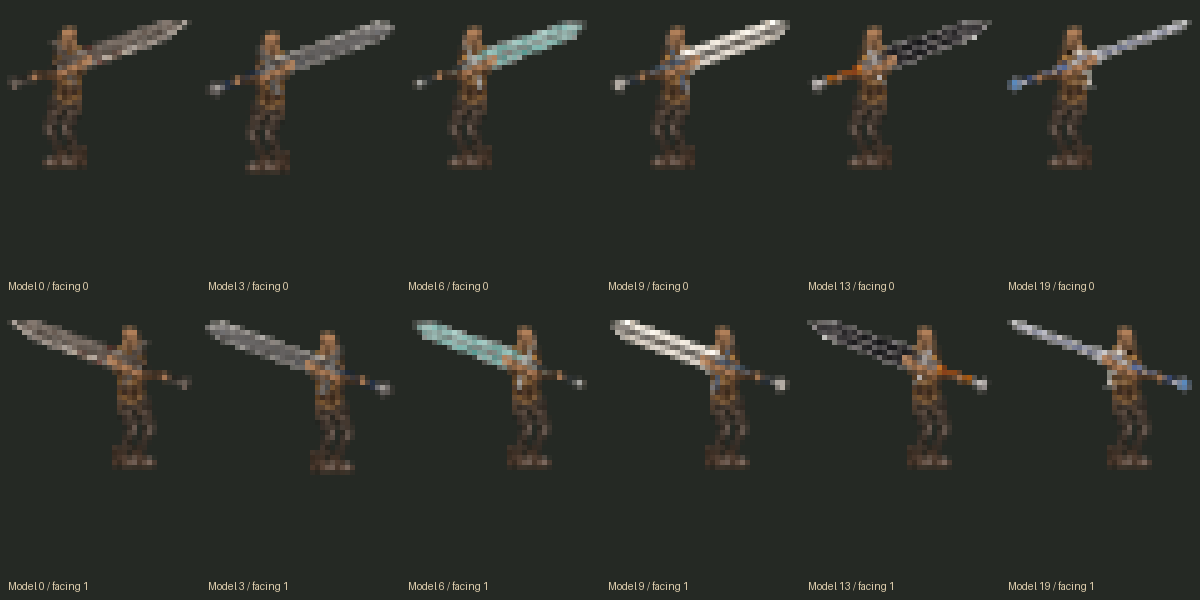 Model 0 / facing 0
Model 3 / facing 0
Model 6 / facing 0
Model 9 / facing 0
Model 13 / facing 0
Model 19 / facing 0
Model 0 / facing 1
Model 3 / facing 1
Model 6 / facing 1
Model 9 / facing 1
Model 13 / facing 1
Model 19 / facing 1